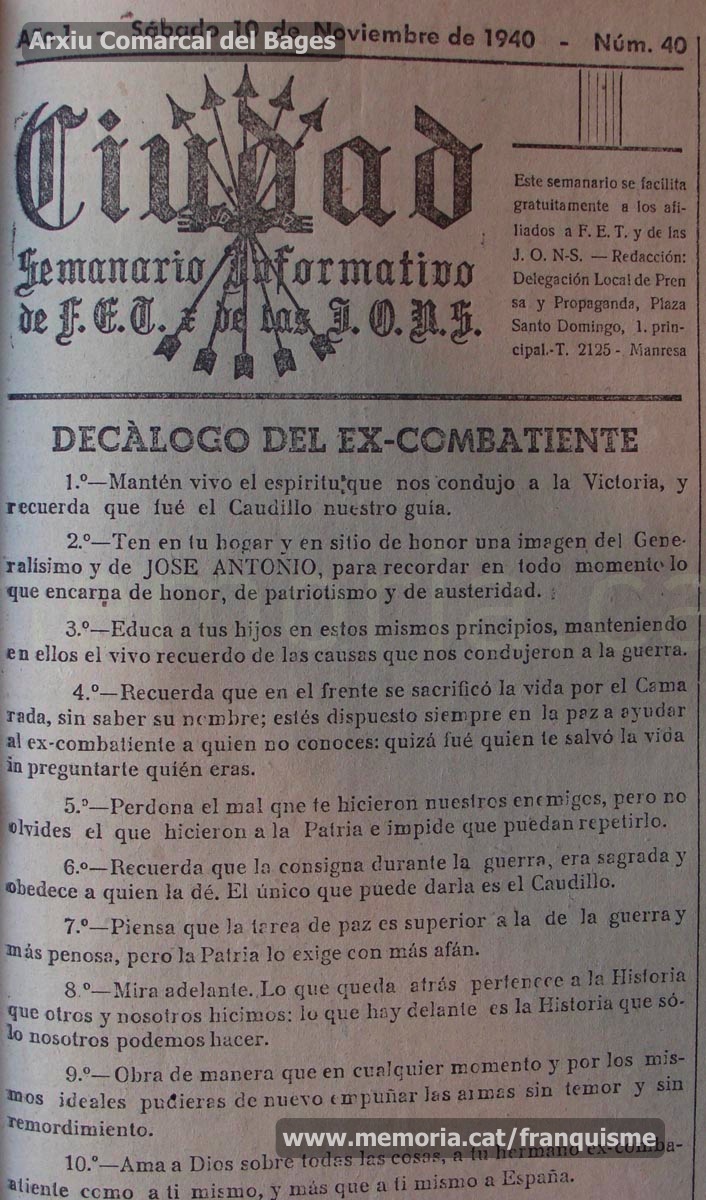 Arxiu Comarcal del Bages
Año 1 - Sábado 10 de Noviembre de 1940 - Núm. 40
Ciudad
Semanario Informativo
de F.E.T. y de las J.O.N.S.
Este semanario se facilita
gratuitamente a los afi-
liados a F. E. T. y de las
J. O N-S. — Redacción:
Delegación Local de Pren
sa y Propaganda, Plaza
Santo Domingo, 1. prin-
cipal.-T. 2125 - Manresa
DECÀLOGO DEL EX-COMBATIENTE
1.º—Mantén vivo el espiritu que nos condujo a la Victoria, y
recuerda que fué el Caudillo nuestro guía.
2.º—Ten en tu hogar y en sitio de honor una imagen del Gene-
ralísimo y de JOSE ANTONIO, para recordar en todo momento lo
que encarna de honor, de patriotismo y de austeridad.
3.º—Educa a tus hijos en estos mismos principios, manteniendo
en ellos el vivo recuerdo de las causas que nos condujeron a la guerra.
4.º—Recuerda que en el frente se sacrificó la vida por el Cama
rada, sin saber su nombre; estés dispuesto siempre en la paz a ayudar
al ex-combatiente a quien no conoces: quizá fué quien te salvó la vida
in preguntarte quién eras.
5.º—Perdona el mal qne te hicieron nuestros enemigos, pero no
olvides el que hicieron a la Patria e impide que puedan repetirlo.
6.º—Recuerda que la consigna durante la guerra, era sagrada y
obedece a quien la dé. El único que puede darla es el Caudillo.
7.º—Piensa que la tarea de paz es superior a la de la guerra y
más penosa, pero la Patria lo exige con más afán.
8.º—Mira adelante. Lo que queda atrás pertenece a la Historia
que otros y nosotros hicimos: lo que hay delante es la Historia que só-
lo nosotros podemos hacer.
9.º—Obra de manera que en cualquier momento y por los mis-
mos ideales pudieras de nuevo empuñar las armas sin temor y sin
remordimiento.
10.º—Ama a Dios sobre todas las cosas, a tu hermano ex-comba-
atiente como a ti mismo, y más que a ti mismo a España.
www.memoria.cat/franquisme